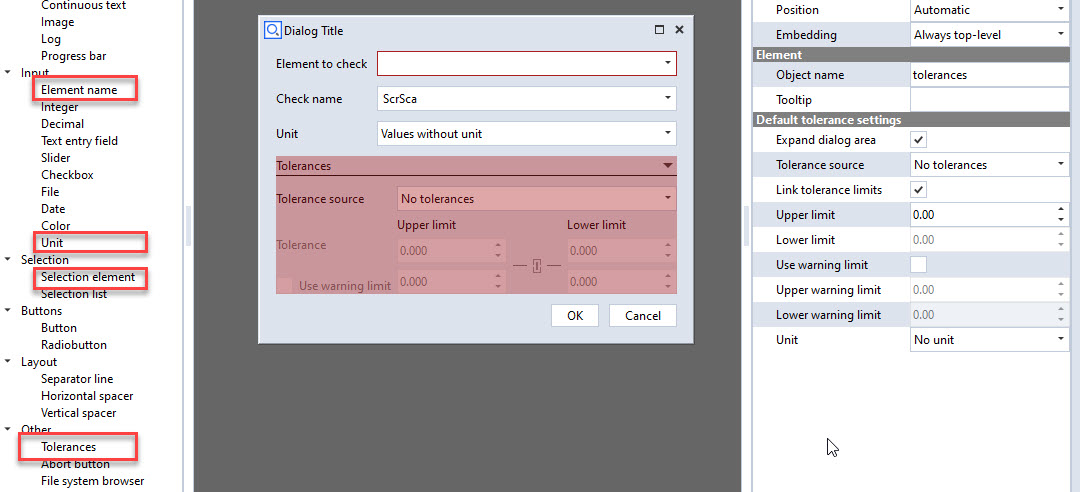 Continuous text
Image
Log
Progress bar
Input
Element name
Integer
Decimal
Text entry field
Slider
Checkbox
File
Date
Color
Unit
Selection
Selection element
Selection list
Buttons
Button
Radiobutton
Layout
Separator line
Horizontal spacer
Vertical spacer
Other
Tolerances
Abort button
File system browser
Dialog Title
Element to check
Check name ScrSca
Unit Values without unit
Tolerances
Tolerance source No tolerances
Upper limit Lower limit
Tolerance 0.000 0.000
Use warning limit 0.000 0.000
OK Cancel
Position Automatic
Embedding Always top-level
Element
Object name tolerances
Tooltip
Default tolerance settings
Expand dialog area
Tolerance source No tolerances
Link tolerance limits
Upper limit 0.00
Lower limit 0.00
Use warning limit
Upper warning limit 0.00
Lower warning limit 0.00
Unit No unit